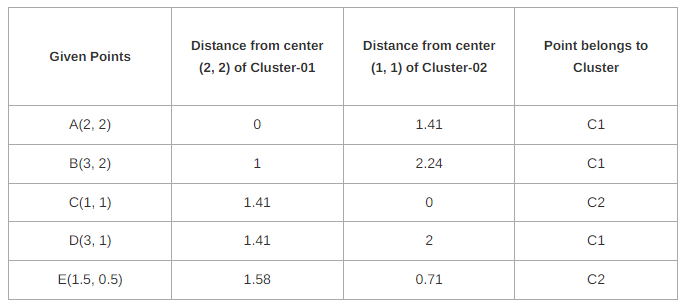 Given Points
Distance from center
(2, 2) of Cluster-01
Distance from center
(1, 1) of Cluster-02
Point belongs to
Cluster
A(2, 2)
0
1.41
C1
B(3, 2)
1
2.24
C1
C(1, 1)
1.41
0
C2
D(3, 1)
1.41
2
C1
E(1.5, 0.5)
1.58
0.71
C2